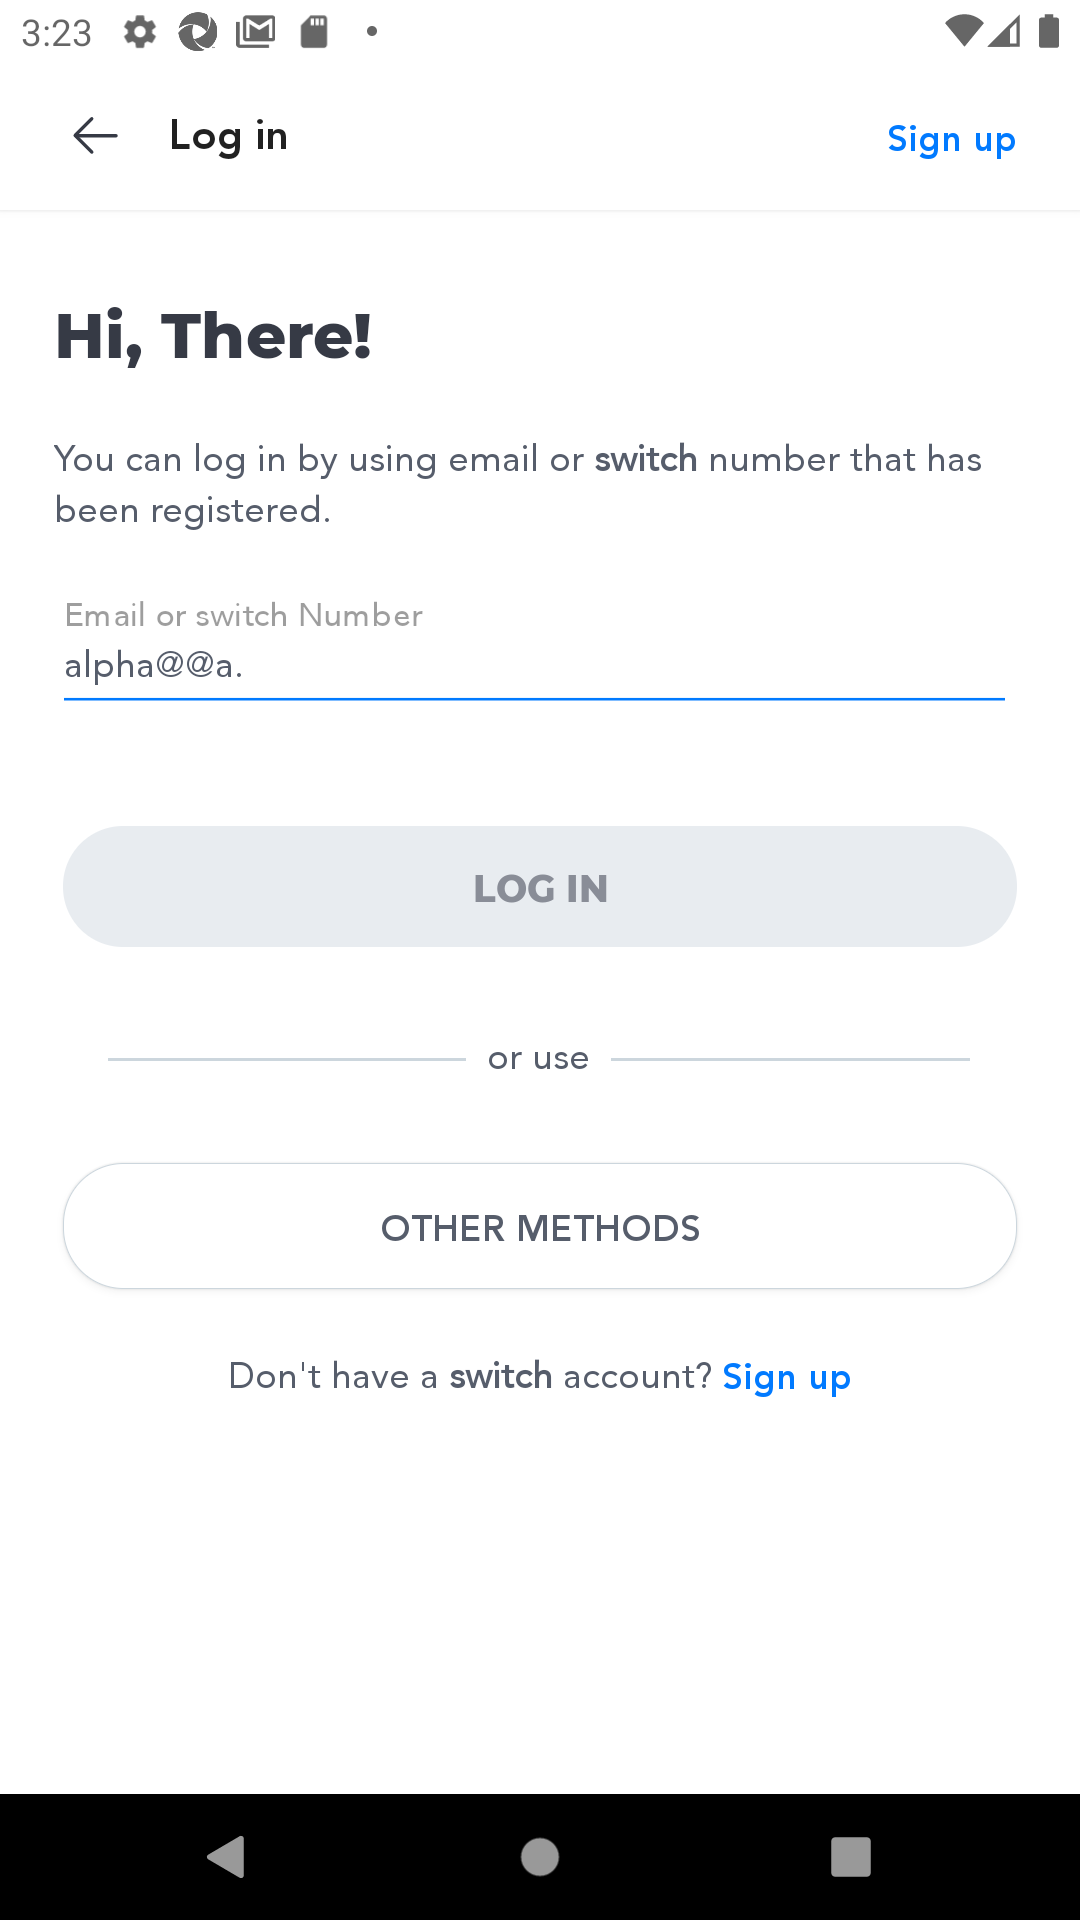 3:23
Log in
Sign up
Hi, There!
You can log in by using email or switch number that has
been registered.
Email or switch Number
alpha@@a.
LOG IN
or use
OTHER METHODS
Don't have a switch account? Sign up